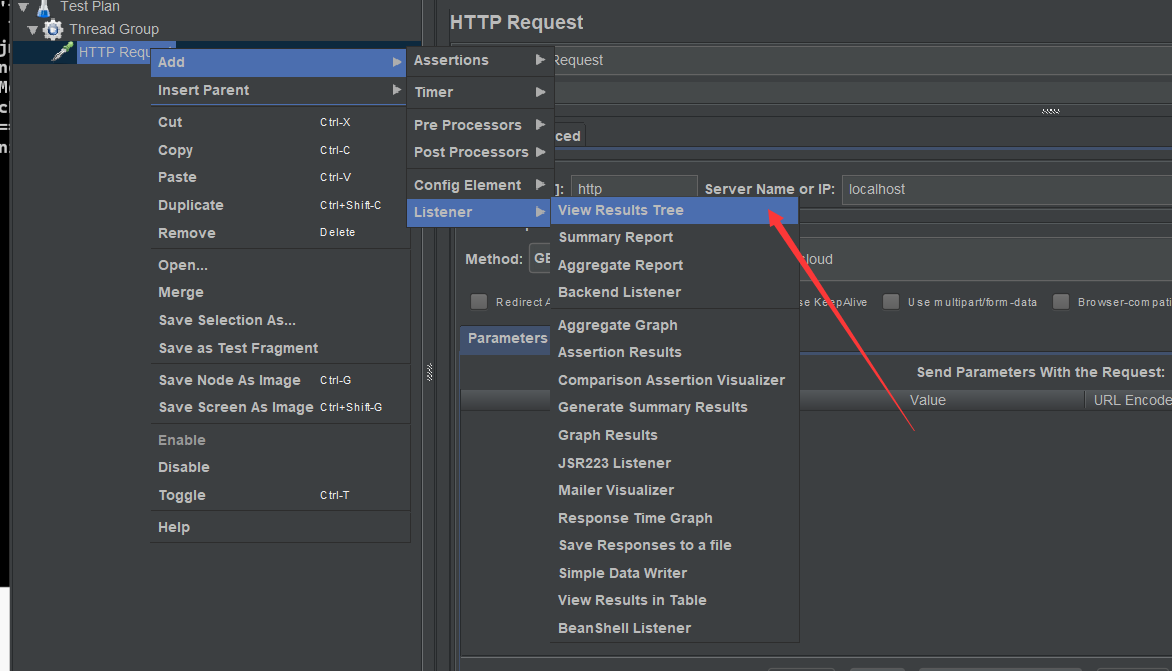 Test Plan
Thread Group
HTTP Requ
HTTP Request
Request
Add
Insert Parent
Cut Ctrl-X
Copy Ctrl-C
Paste Ctrl-V
Duplicate Ctrl+Shift-C
Remove Delete
Open...
Merge
Save Selection As...
Save as Test Fragment
Save Node As Image Ctrl-G
Save Screen As Image Ctrl+Shift-G
Enable
Disable
Toggle Ctrl-T
Help
Assertions
Timer
Pre Processors
Post Processors
Config Element
Listener
View Results Tree
Summary Report
Aggregate Report
Backend Listener
Aggregate Graph
Assertion Results
Comparison Assertion Visualizer
Generate Summary Results
Graph Results
JSR223 Listener
Mailer Visualizer
Response Time Graph
Save Responses to a file
Simple Data Writer
View Results in Table
BeanShell Listener
ced
]: http Server Name or IP: localhost
Method: GE loud
Redirect A se KeepAlive Use multipart/form-data Browser-compati
Parameters
Send Parameters With the Request:
Value URL Encode